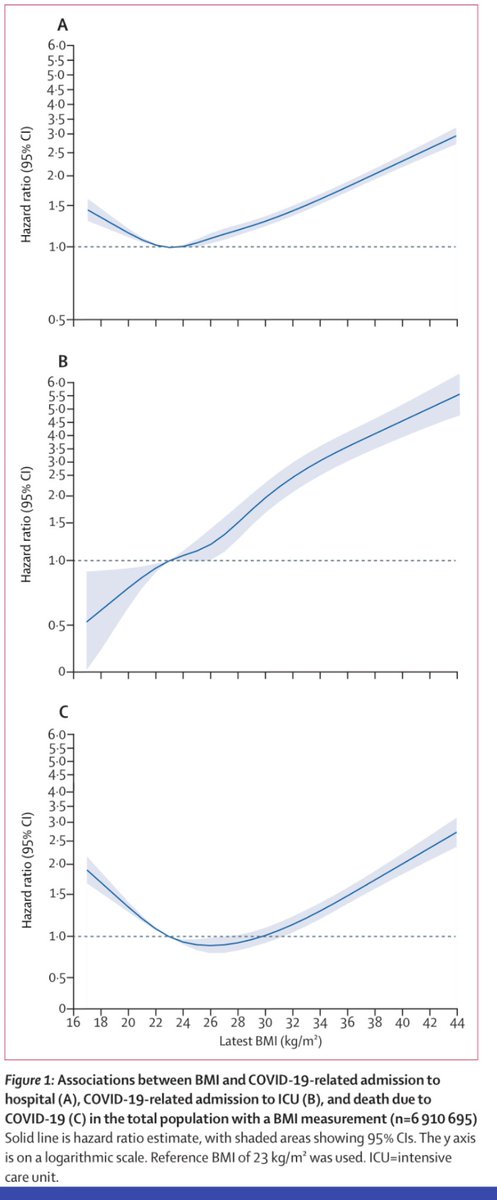 A
6·0
5·5
5·0
4·5
4·0
3·5
3·0
2·5
2·0
1·5
1·0
0·5
Hazard ratio (95% CI)
B
6·0
5·5
5·0
4·5
4·0
3·5
3·0
2·5
2·0
1·5
1·0
0·5
0
Hazard ratio (95% CI)
C
6·0
5·5
5·0
4·5
4·0
3·5
3·0
2·5
2·0
1·5
1·0
0·5
0
Hazard ratio (95% CI)
16 18 20 22 24 26 28 30 32 34 36 38 40 42 44
Latest BMI (kg/m²)
Figure 1: Associations between BMI and COVID-19-related admission to
hospital (A), COVID-19-related admission to ICU (B), and death due to
COVID-19 (C) in the total population with a BMI measurement (n=6 910 695)
Solid line is hazard ratio estimate, with shaded areas showing 95% CIs. The y axis
is on a logarithmic scale. Reference BMI of 23 kg/m² was used. ICU=intensive
care unit.